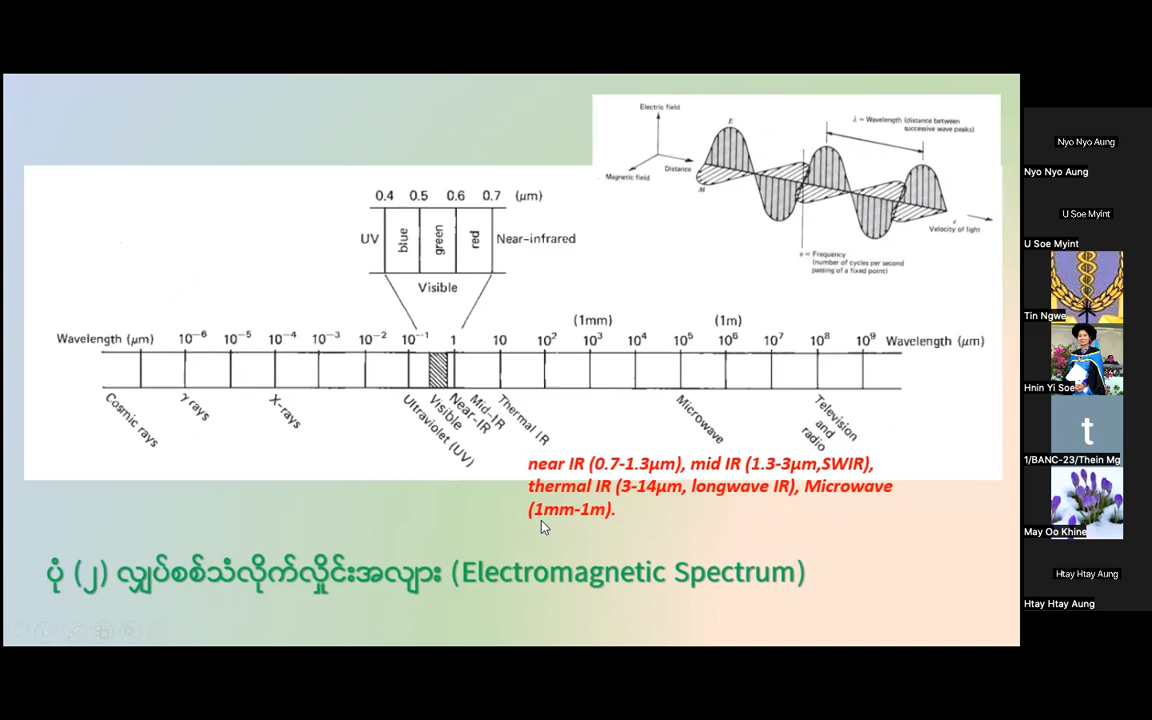 Electric field
E
λ = Wavelength (distance between
successive wave peaks)
Distance
Magnetic field
M
c
Velocity of light
ν = Frequency
(number of cycles per second
passing of a fixed point)
0.4 0.5 0.6 0.7 (μm)
UV blue green red Near-infrared
Visible
(1mm) (1m)
Wavelength (μm) 10⁻⁶ 10⁻⁵ 10⁻⁴ 10⁻³ 10⁻² 10⁻¹ 1 10 10² 10³ 10⁴ 10⁵ 10⁶ 10⁷ 10⁸ 10⁹ Wavelength (μm)
Cosmic rays
γ rays
X-rays
Ultraviolet (UV)
Visible
Near-IR
Mid-IR
Thermal IR
Microwave
Television
and
radio
near IR (0.7-1.3μm), mid IR (1.3-3μm,SWIR),
thermal IR (3-14μm, longwave IR), Microwave
(1mm-1m).
ပုံ (၂) လျှပ်စစ်သံလိုက်လှိုင်းအလျား (Electromagnetic Spectrum)
Nyo Nyo Aung
Nyo Nyo Aung
U Soe Myint
U Soe Myint
Tin Ngwe
Hnin Yi Soe
t
1/BANC-23/Thein Mg
May Oo Khine
Htay Htay Aung
Htay Htay Aung